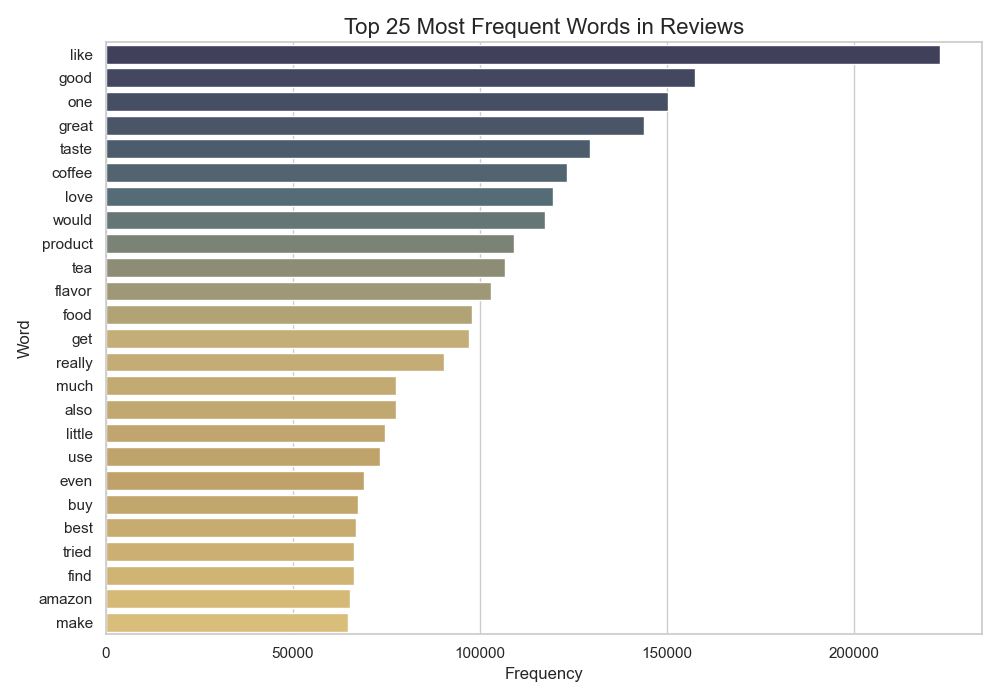 Top 25 Most Frequent Words in Reviews
Word
like
good
one
great
taste
coffee
love
would
product
tea
flavor
food
get
really
much
also
little
use
even
buy
best
tried
find
amazon
make
0 50000 100000 150000 200000
Frequency